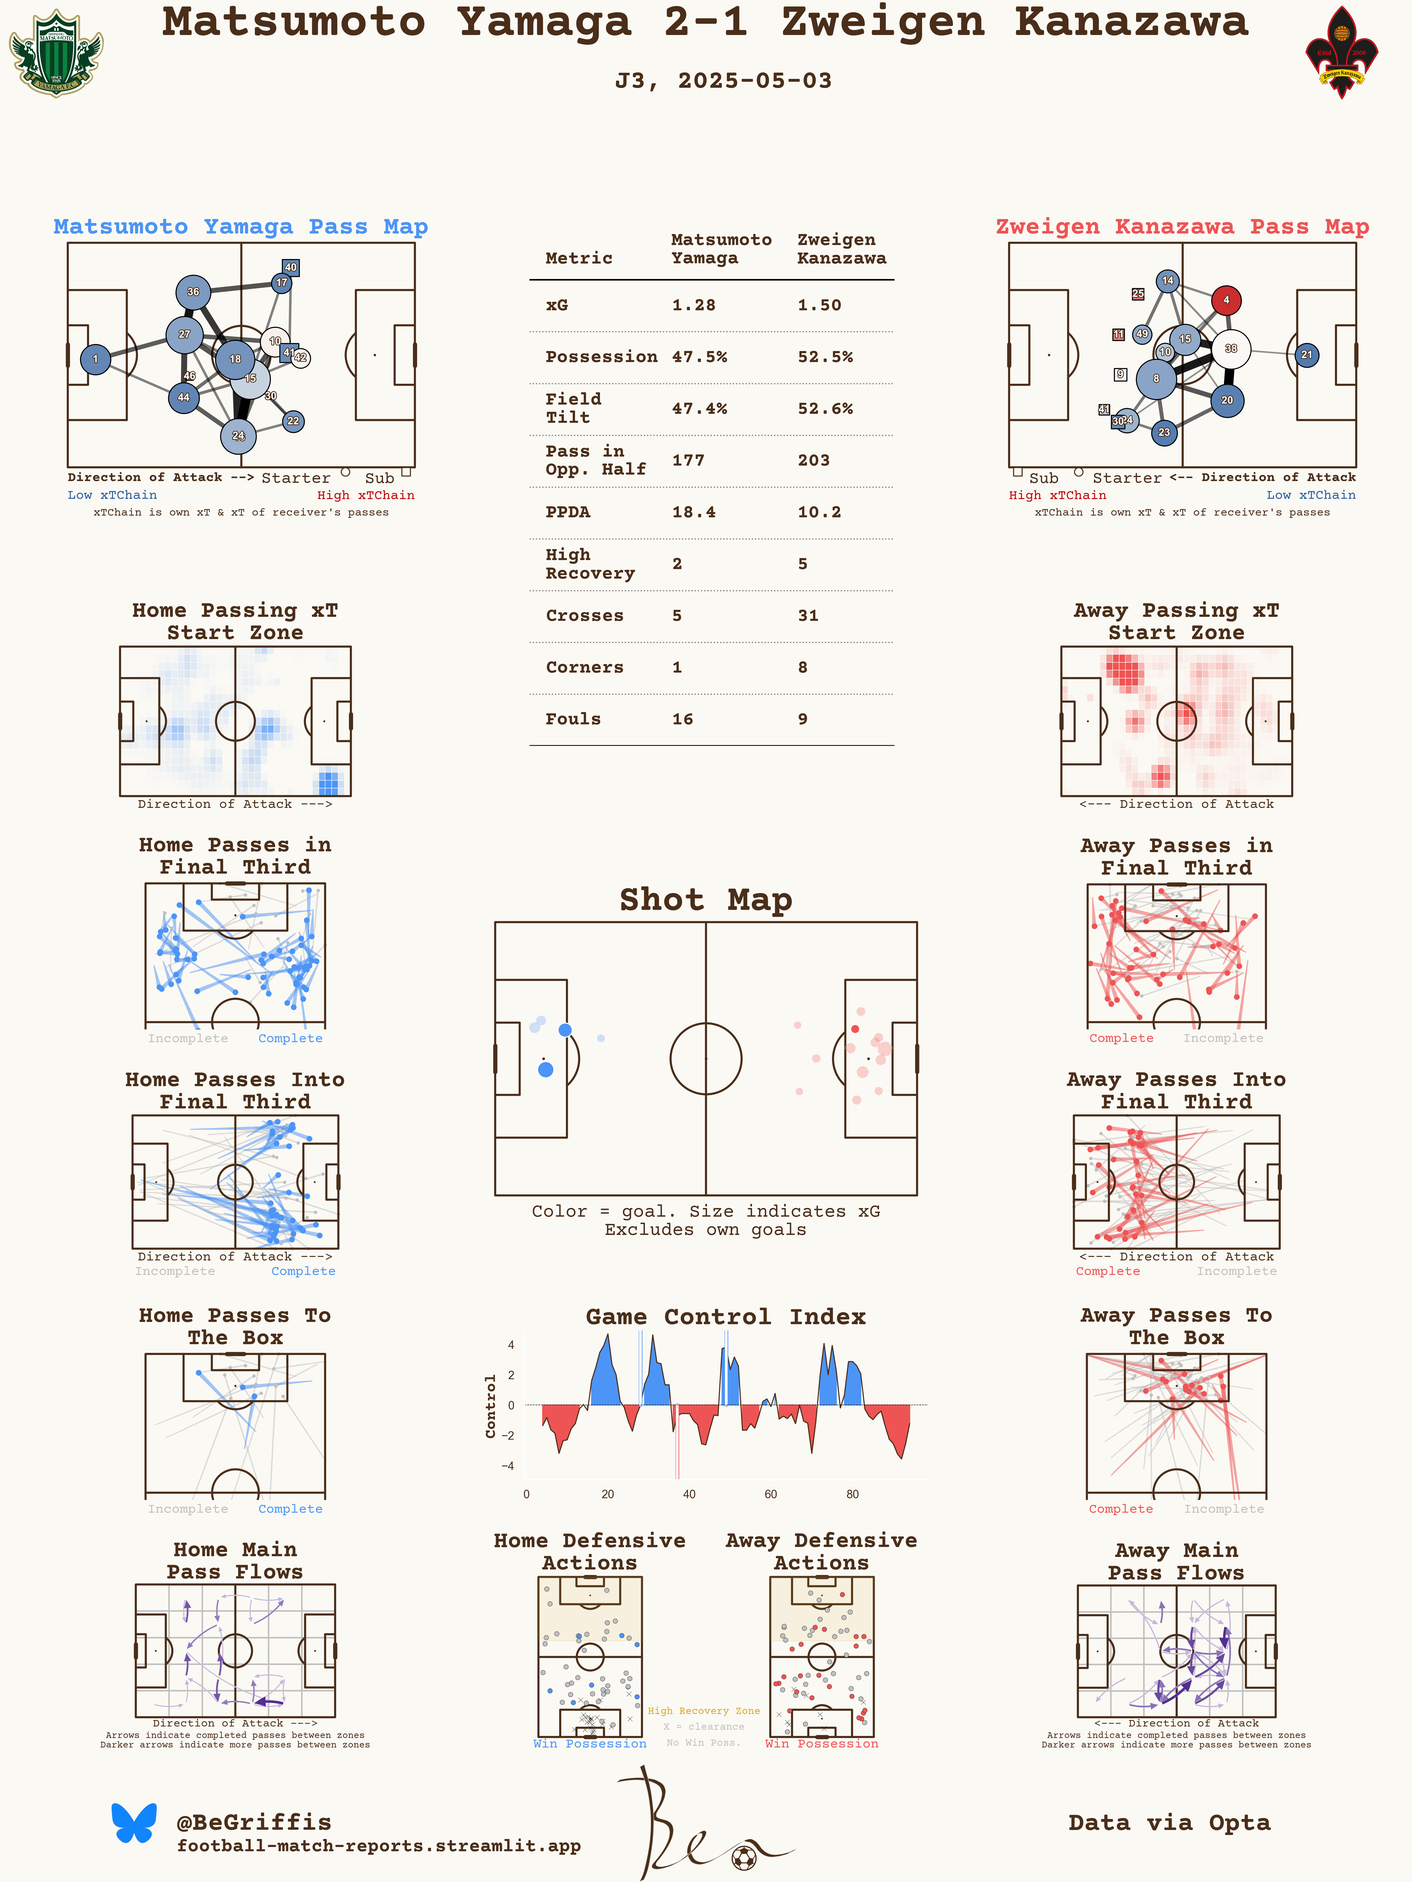 Matsumoto Yamaga 2-1 Zweigen Kanazawa
J3, 2025-05-03
MATSUMOTO
YAMAGA F.C.
Estd 2006
Zweigen Kanazawa
Matsumoto Yamaga Pass Map
40
17
36
27
10
41
42
1
18
15
46
44
30
22
24
Direction of Attack --> Starter Sub
Low xTChain High xTChain
xTChain is own xT & xT of receiver's passes
Metric Matsumoto Yamaga Zweigen Kanazawa
xG 1.28 1.50
Possession 47.5% 52.5%
Field Tilt 47.4% 52.6%
Pass in Opp. Half 177 203
PPDA 18.4 10.2
High Recovery 2 5
Crosses 5 31
Corners 1 8
Fouls 16 9
Zweigen Kanazawa Pass Map
14
25
4
11
49
15
10
38
21
9
8
41
30
20
23
Sub Starter <-- Direction of Attack
High xTChain Low xTChain
xTChain is own xT & xT of receiver's passes
Home Passing xT
Start Zone
Direction of Attack --->
Away Passing xT
Start Zone
<--- Direction of Attack
Home Passes in
Final Third
Incomplete Complete
Away Passes in
Final Third
Complete Incomplete
Shot Map
Color = goal. Size indicates xG
Excludes own goals
Home Passes Into
Final Third
Direction of Attack --->
Incomplete Complete
Away Passes Into
Final Third
<--- Direction of Attack
Complete Incomplete
Home Passes To
The Box
Incomplete Complete
Game Control Index
Control
4
2
0
−2
−4
0 20 40 60 80
Away Passes To
The Box
Complete Incomplete
Home Main
Pass Flows
Direction of Attack --->
Arrows indicate completed passes between zones
Darker arrows indicate more passes between zones
Home Defensive
Actions
Win Possession
High Recovery Zone
X = clearance
No Win Poss.
Away Defensive
Actions
Win Possession
Away Main
Pass Flows
<--- Direction of Attack
Arrows indicate completed passes between zones
Darker arrows indicate more passes between zones
@BeGriffis
football-match-reports.streamlit.app
Ben
Data via Opta